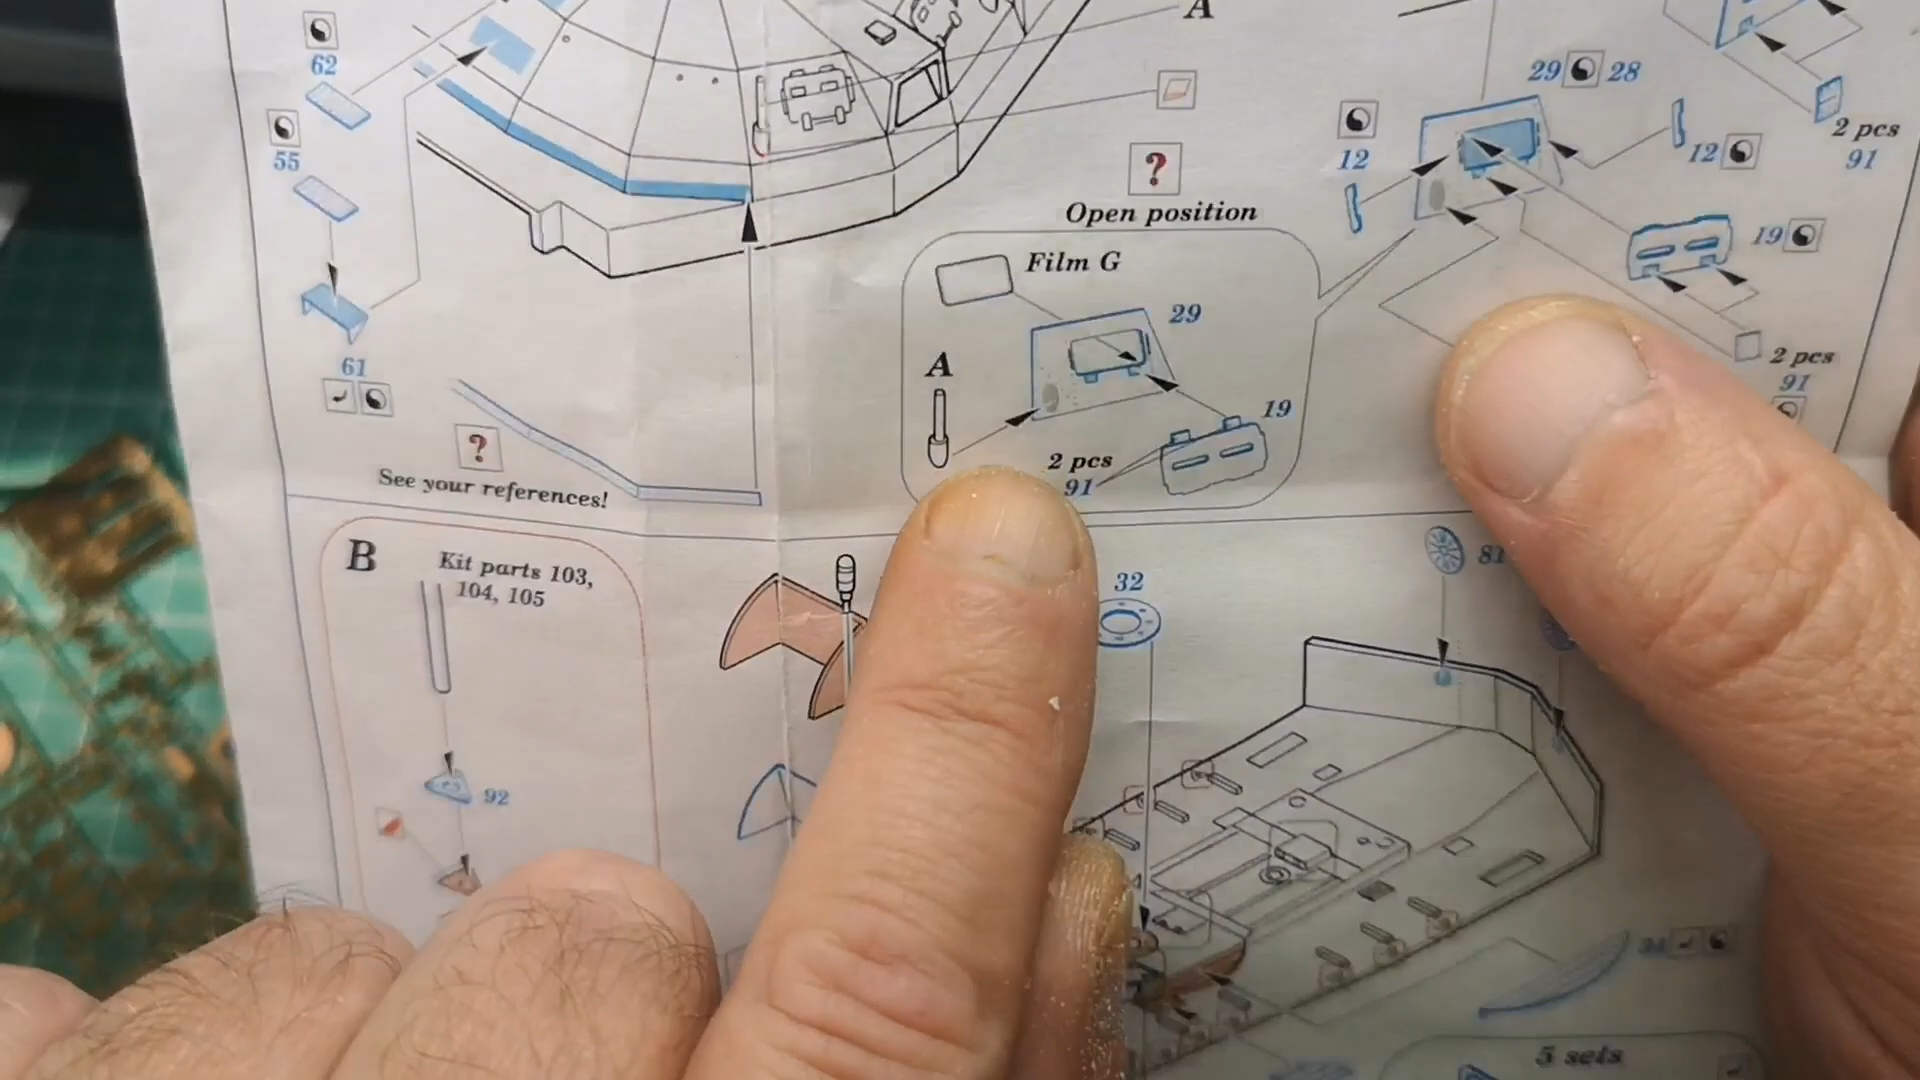 A
62
55
61
?
See your references!
?
Open position
Film G
29
A
19
2 pcs
91
29 28
12
12
2 pcs
91
19
2 pcs
91
B
Kit parts 103,
104, 105
92
32
81
34
5 sets